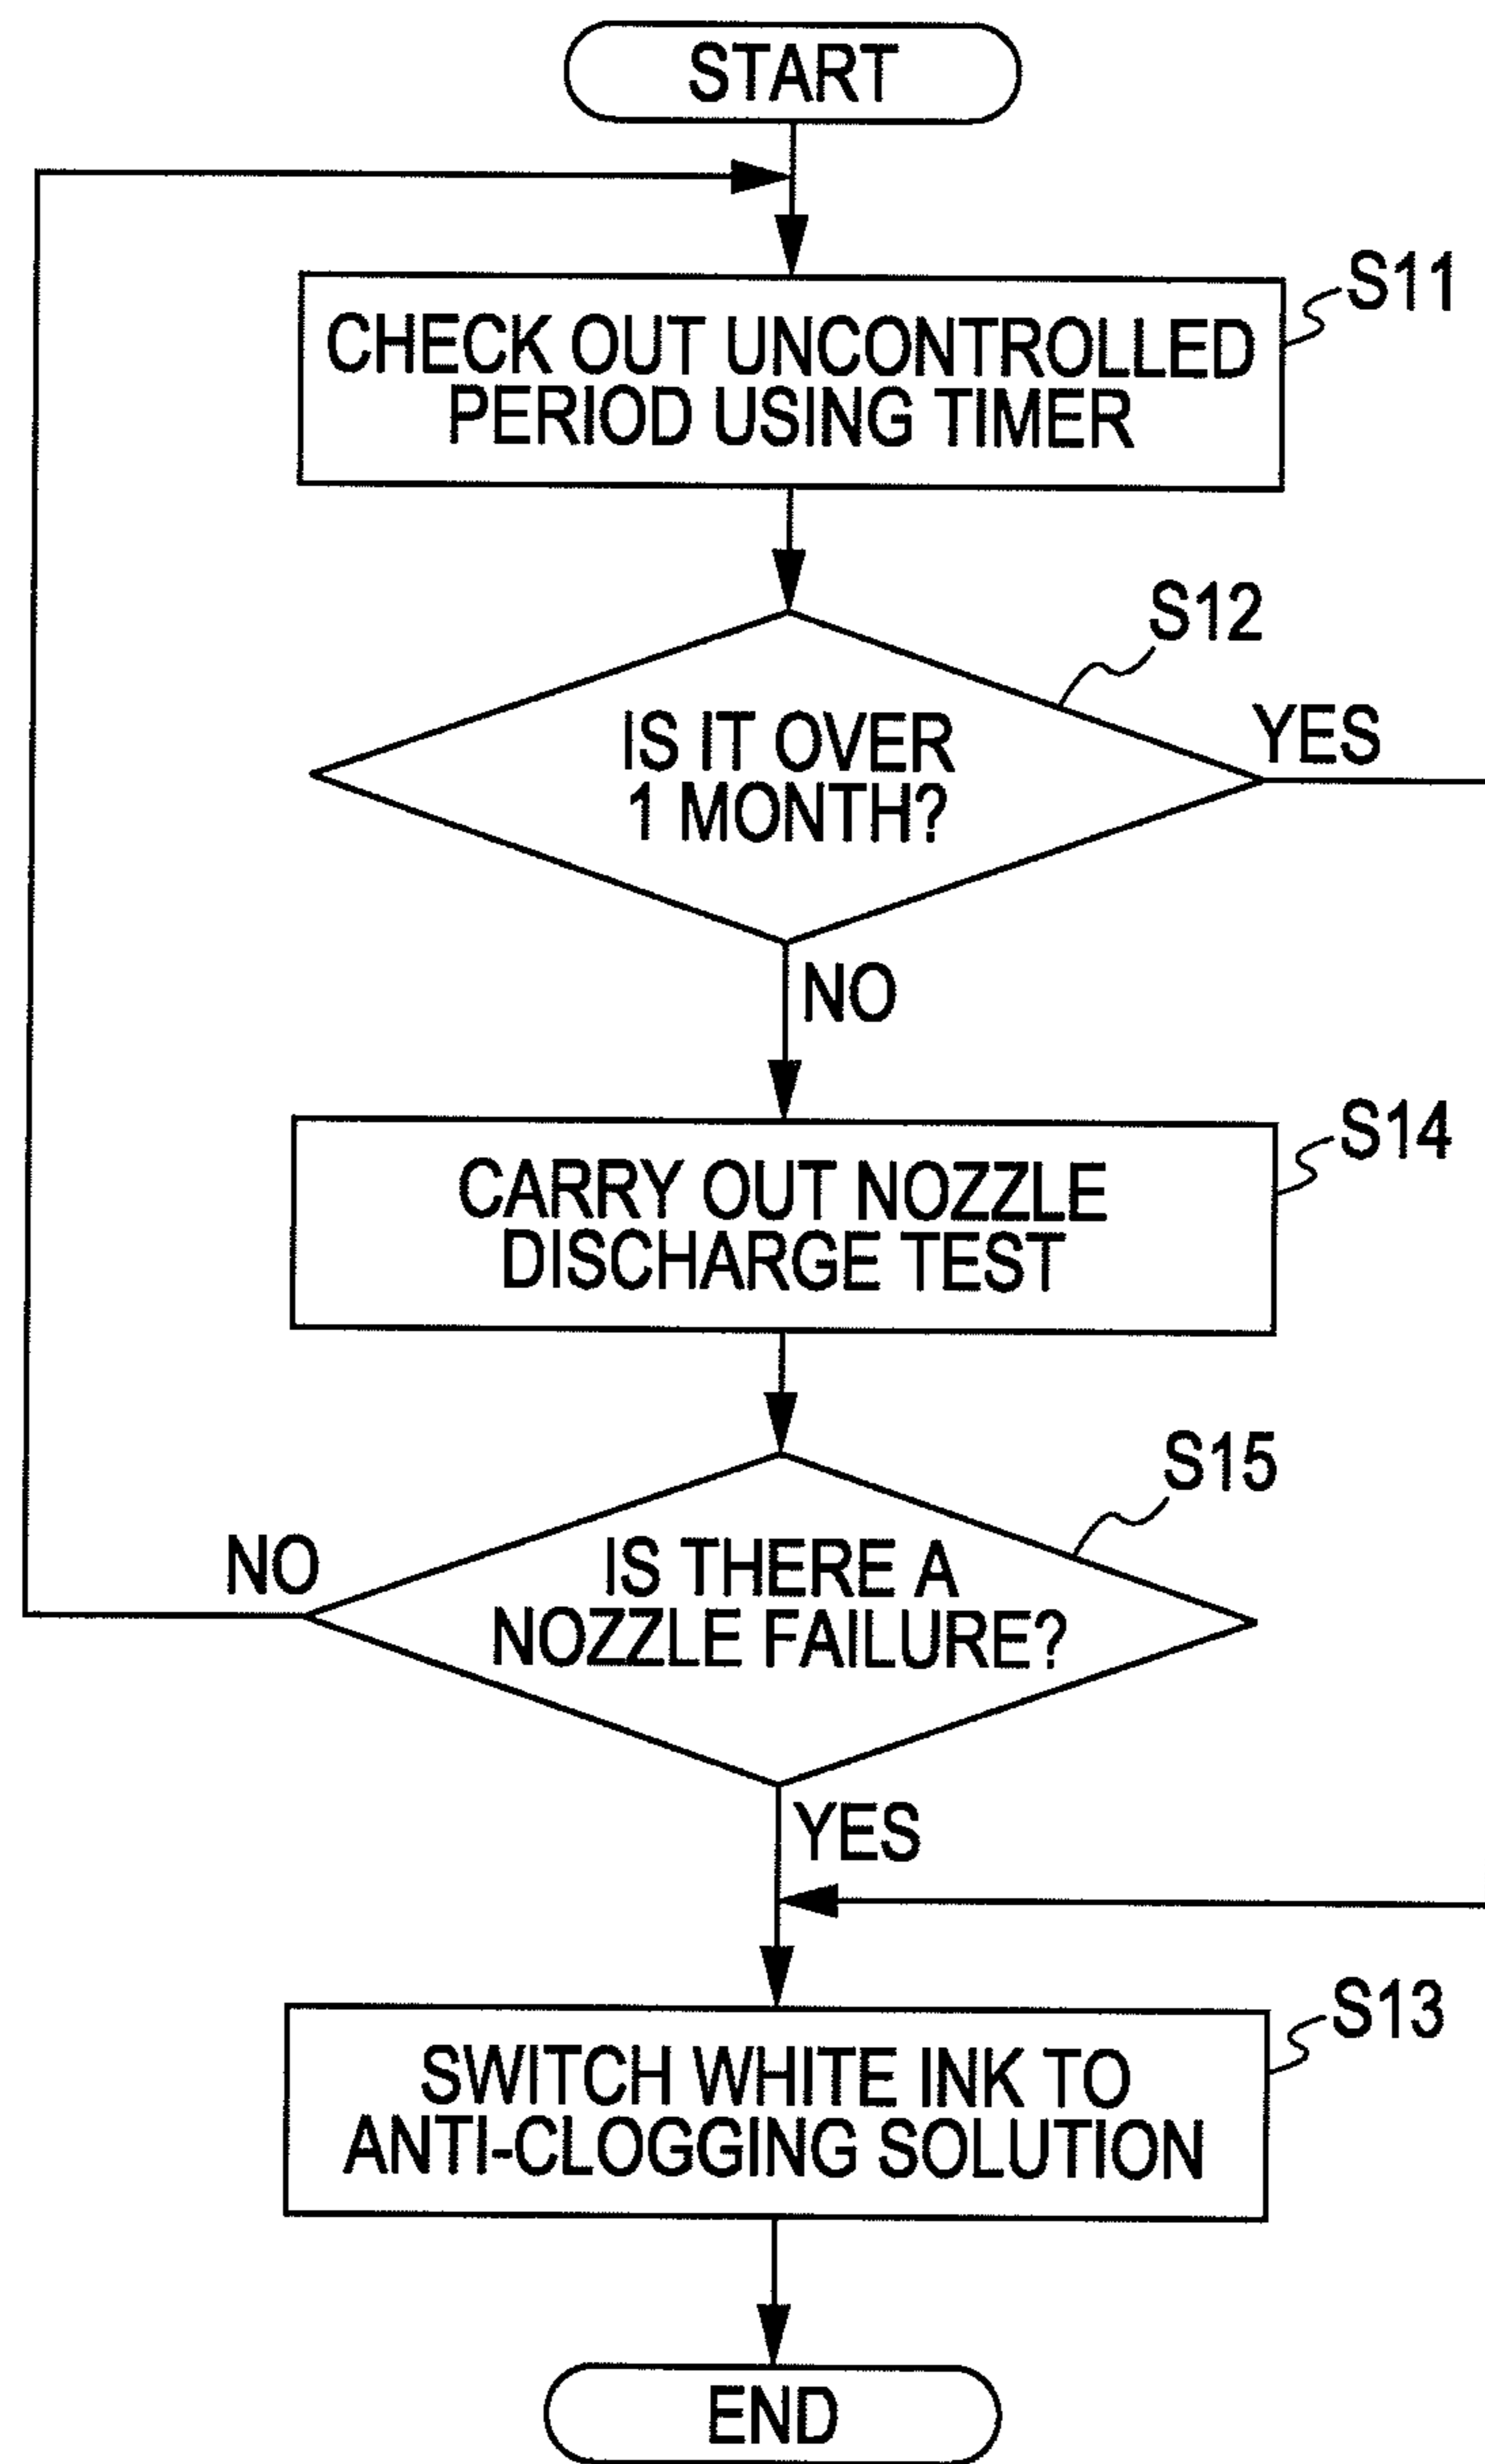 START
S11
CHECK OUT UNCONTROLLED
PERIOD USING TIMER
S12
IS IT OVER
1 MONTH?
YES
NO
S14
CARRY OUT NOZZLE
DISCHARGE TEST
S15
IS THERE A
NOZZLE FAILURE?
NO
YES
S13
SWITCH WHITE INK TO
ANTI-CLOGGING SOLUTION
END